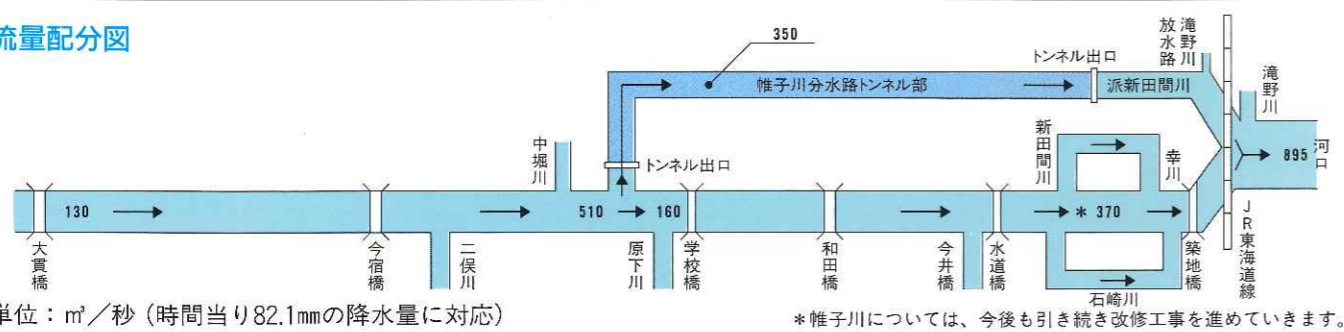 流量配分図
350
トンネル出口
滝野川放水路
滝野川
帷子川分水路トンネル部
派新田間川
中堀川
トンネル出口
新田間川
幸川
895
河口
130
510
160
＊370
大貫橋
今宿橋
二俣川
原下川
学校橋
和田橋
今井橋
水道橋
石崎川
築地橋
JR東海道線
単位：㎥／秒（時間当り82.1㎜の降水量に対応）
＊帷子川については、今後も引き続き改修工事を進めていきます。